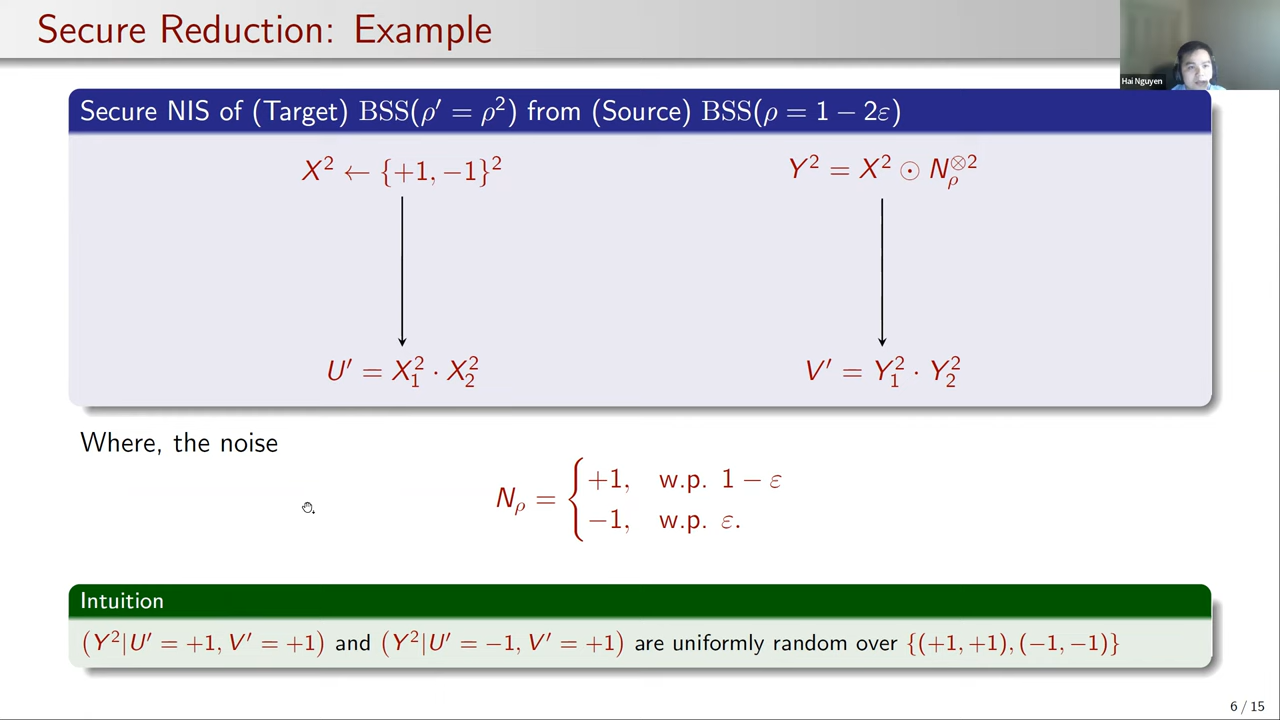 Secure Reduction: Example
Hai Nguyen
Secure NIS of (Target) BSS(ρ′ = ρ²) from (Source) BSS(ρ = 1 − 2ε)
X² ← {+1, −1}² Y² = X² ⊙ N_ρ^⊗2
U′ = X₁² · X₂² V′ = Y₁² · Y₂²
Where, the noise
N_ρ = { +1, w.p. 1 − ε
−1, w.p. ε.
Intuition
(Y²|U′ = +1, V′ = +1) and (Y²|U′ = −1, V′ = +1) are uniformly random over {(+1, +1), (−1, −1)}
6 / 15